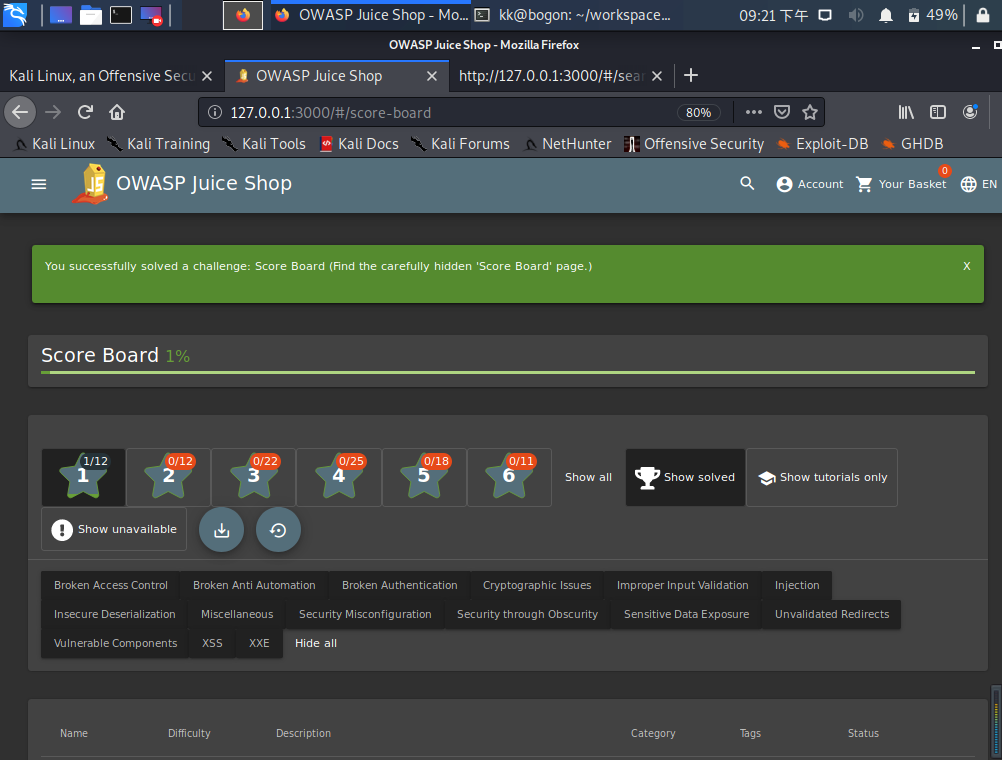 OWASP Juice Shop - Mo... kk@bogon: ~/workspace... 09:21 下午 49%
OWASP Juice Shop - Mozilla Firefox
Kali Linux, an Offensive Secu OWASP Juice Shop http://127.0.0.1:3000/#/sear
127.0.0.1:3000/#/score-board 80%
Kali Linux Kali Training Kali Tools Kali Docs Kali Forums NetHunter Offensive Security Exploit-DB GHDB
JS OWASP Juice Shop Account Your Basket 0 EN
You successfully solved a challenge: Score Board (Find the carefully hidden 'Score Board' page.) X
Score Board 1%
1 1/12 2 0/12 3 0/22 4 0/25 5 0/18 6 0/11 Show all Show solved Show tutorials only
Show unavailable
Broken Access Control Broken Anti Automation Broken Authentication Cryptographic Issues Improper Input Validation Injection
Insecure Deserialization Miscellaneous Security Misconfiguration Security through Obscurity Sensitive Data Exposure Unvalidated Redirects
Vulnerable Components XSS XXE Hide all
Name Difficulty Description Category Tags Status